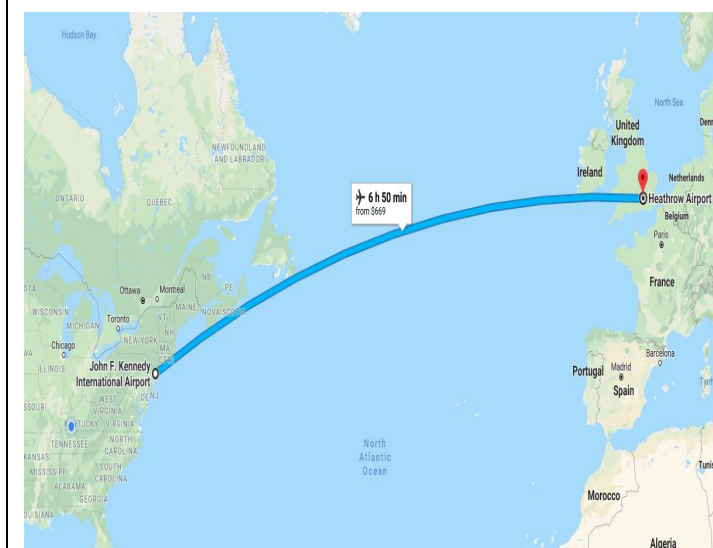 Hudson Bay
North Sea
United
Kingdom
Ireland
Netherlands
NEWFOUNDLAND
AND LABRADOR
ONTARIO
QUEBEC
6 h 50 min
from $669
Heathrow Airport
Belgium
Paris
France
NB
PE
Ottawa
Montreal
MAINE
NOVA SCOTIA
WISCONSIN
MICHIGAN
Toronto
VT
NH
NEW YORK
MA
CT RI
Chicago
ILLINOIS
John F. Kennedy
International Airport
DE NJ
WEST
VIRGINIA
KENTUCKY
VIRGINIA
TENNESSEE
NORTH
CAROLINA
MISSISSIPPI
SOUTH
CAROLINA
ALABAMA
GEORGIA
Portugal
Madrid
Spain
Barcelona
North
Atlantic
Ocean
Morocco
Algeria